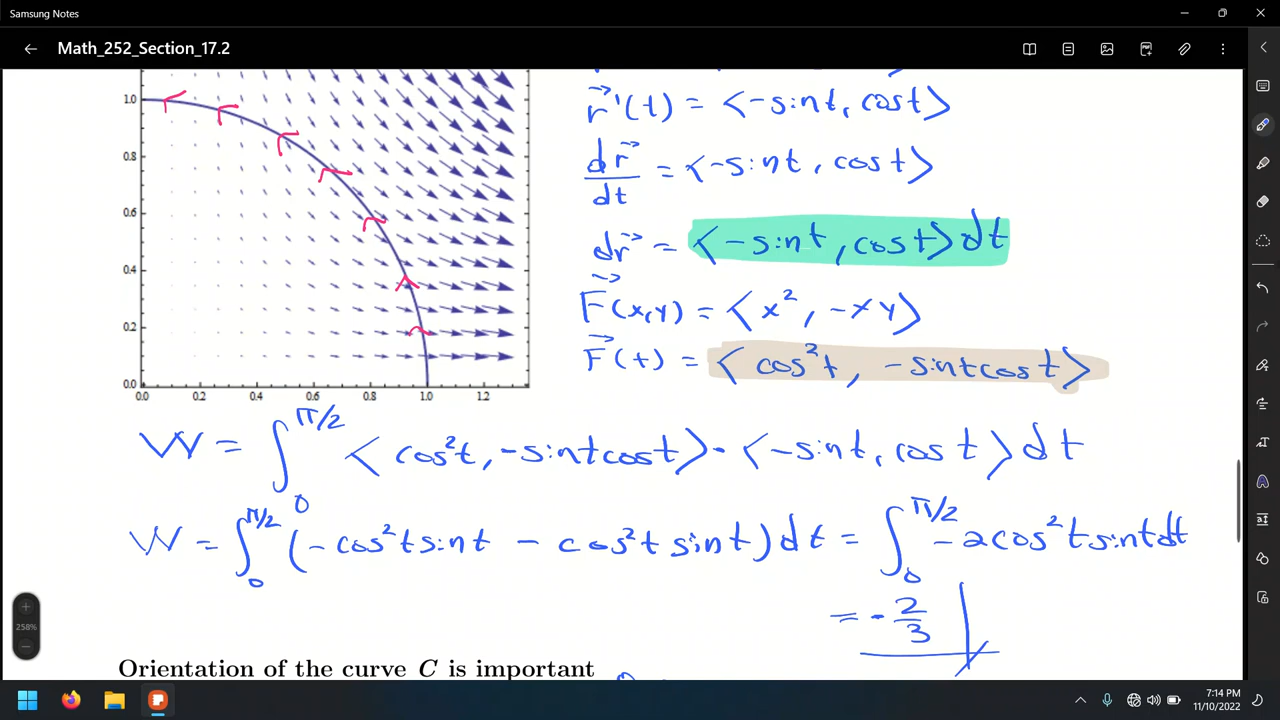 Samsung Notes
Math_252_Section_17.2
1.0
0.8
0.6
0.4
0.2
0.0
0.0 0.2 0.4 0.6 0.8 1.0 1.2
r⃗'(t) = <-sint, cost>
dr⃗/dt = <-sint, cost>
dr⃗ = <-sint, cost>dt
F⃗(x,y) = <x², -xy>
F⃗(t) = <cos²t, -sintcost>
W = ∫₀^π/2 <cos²t, -sintcost> · <-sint, cost>dt
W = ∫₀^π/2 (-cos²tsint - cos²tsint)dt = ∫₀^π/2 -2cos²tsintdt
= -2/3
Orientation of the curve C is important
258%
7:14 PM
11/10/2022